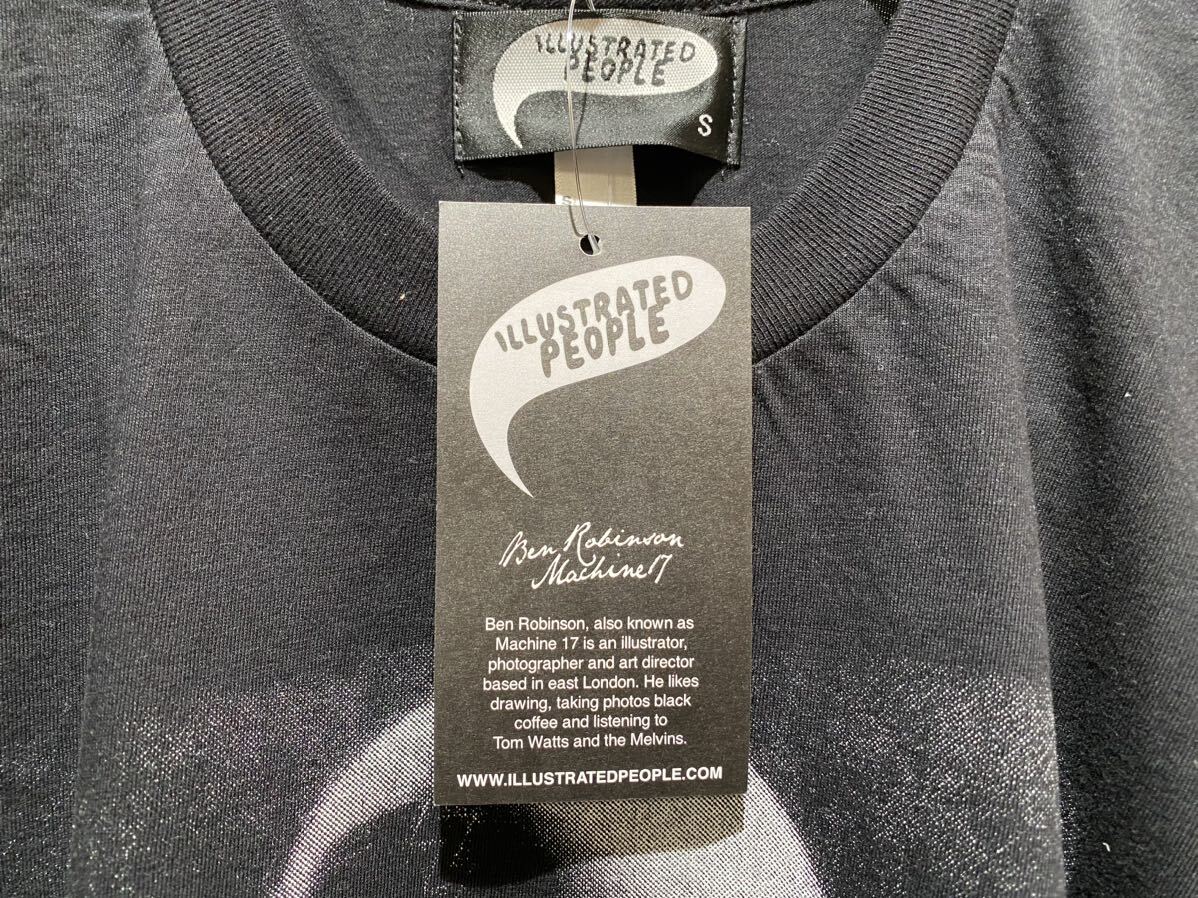 ILLUSTRATED
PEOPLE
S
ILLUSTRATED
PEOPLE
Ben Robinson
Machine17
Ben Robinson, also known as
Machine 17 is an illustrator,
photographer and art director
based in east London. He likes
drawing, taking photos black
coffee and listening to
Tom Watts and the Melvins.
WWW.ILLUSTRATEDPEOPLE.COM